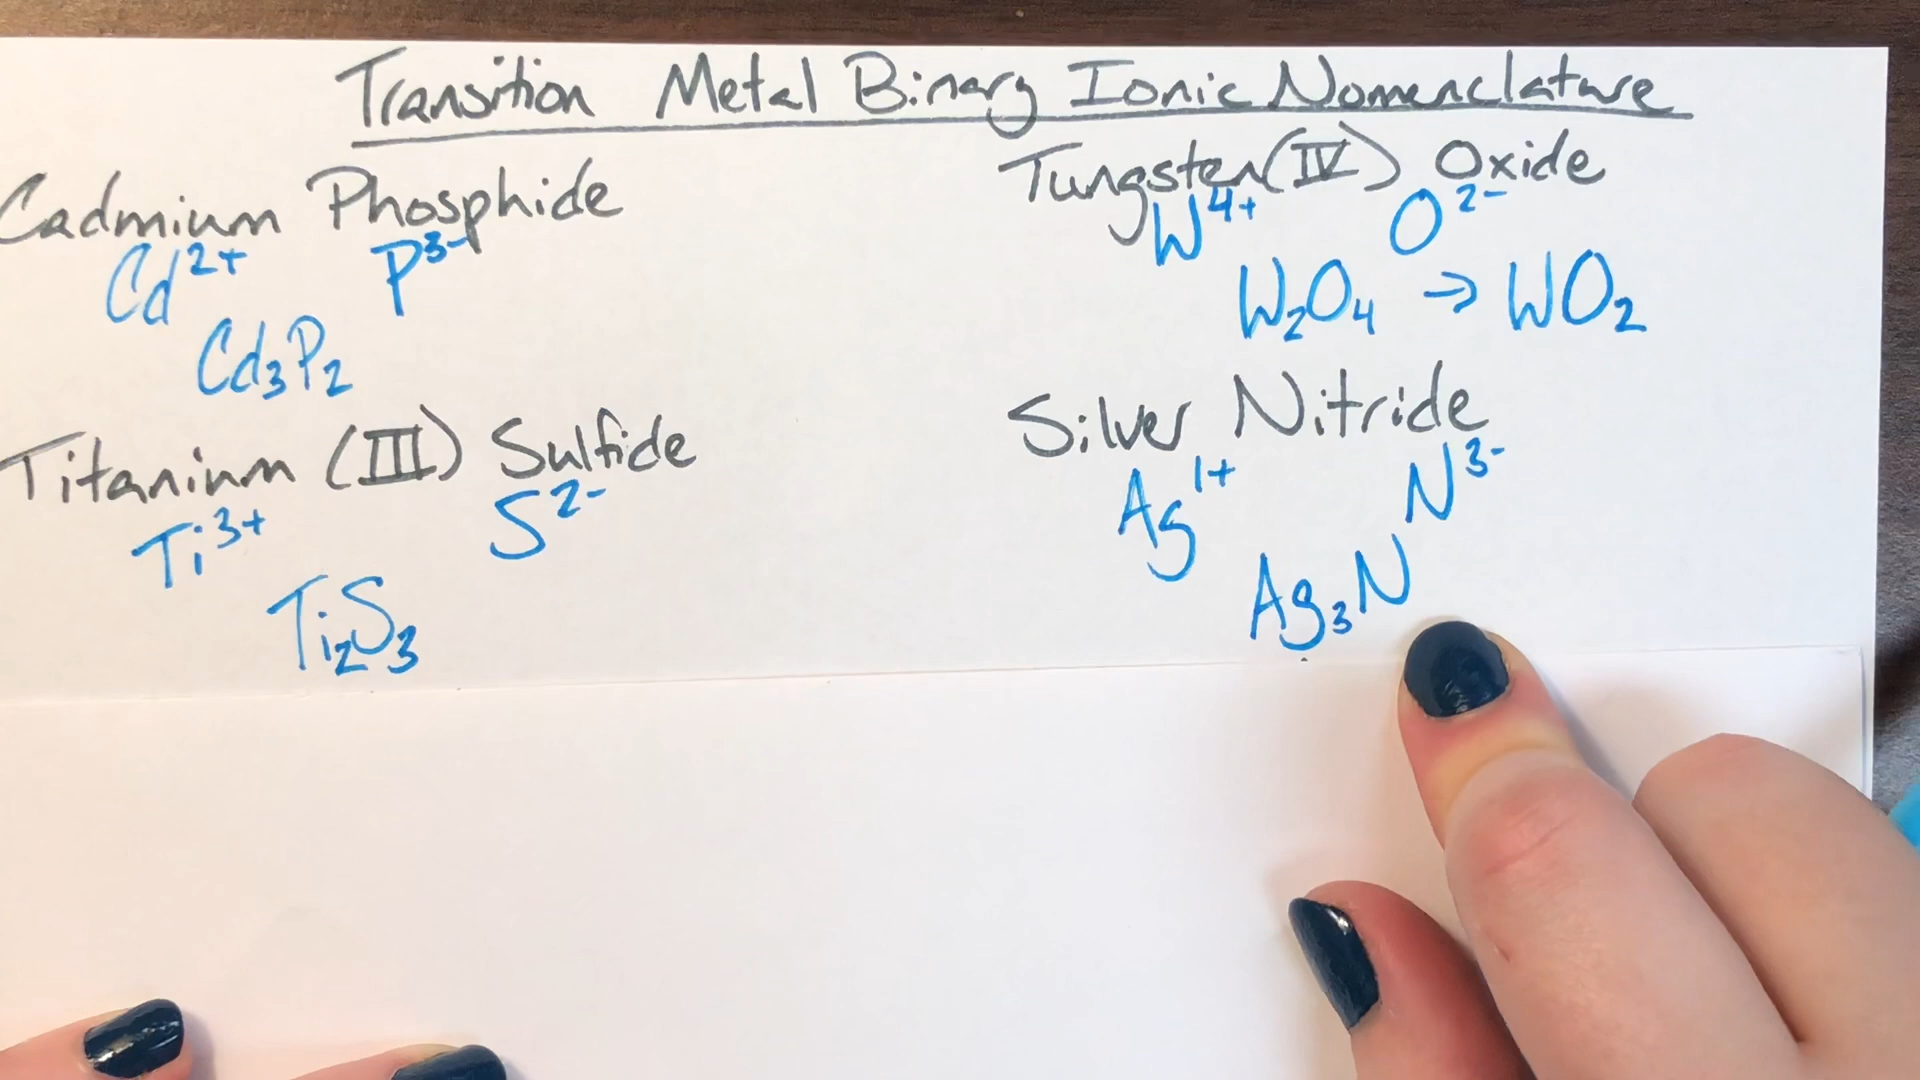 Transition Metal Binary Ionic Nomenclature
Cadmium Phosphide
Cd²⁺ P³⁻
Cd₃P₂
Titanium (III) Sulfide
Ti³⁺ S²⁻
Ti₂S₃
Tungsten(IV) Oxide
W⁴⁺ O²⁻
W₂O₄ → WO₂
Silver Nitride
Ag¹⁺ N³⁻
Ag₃N